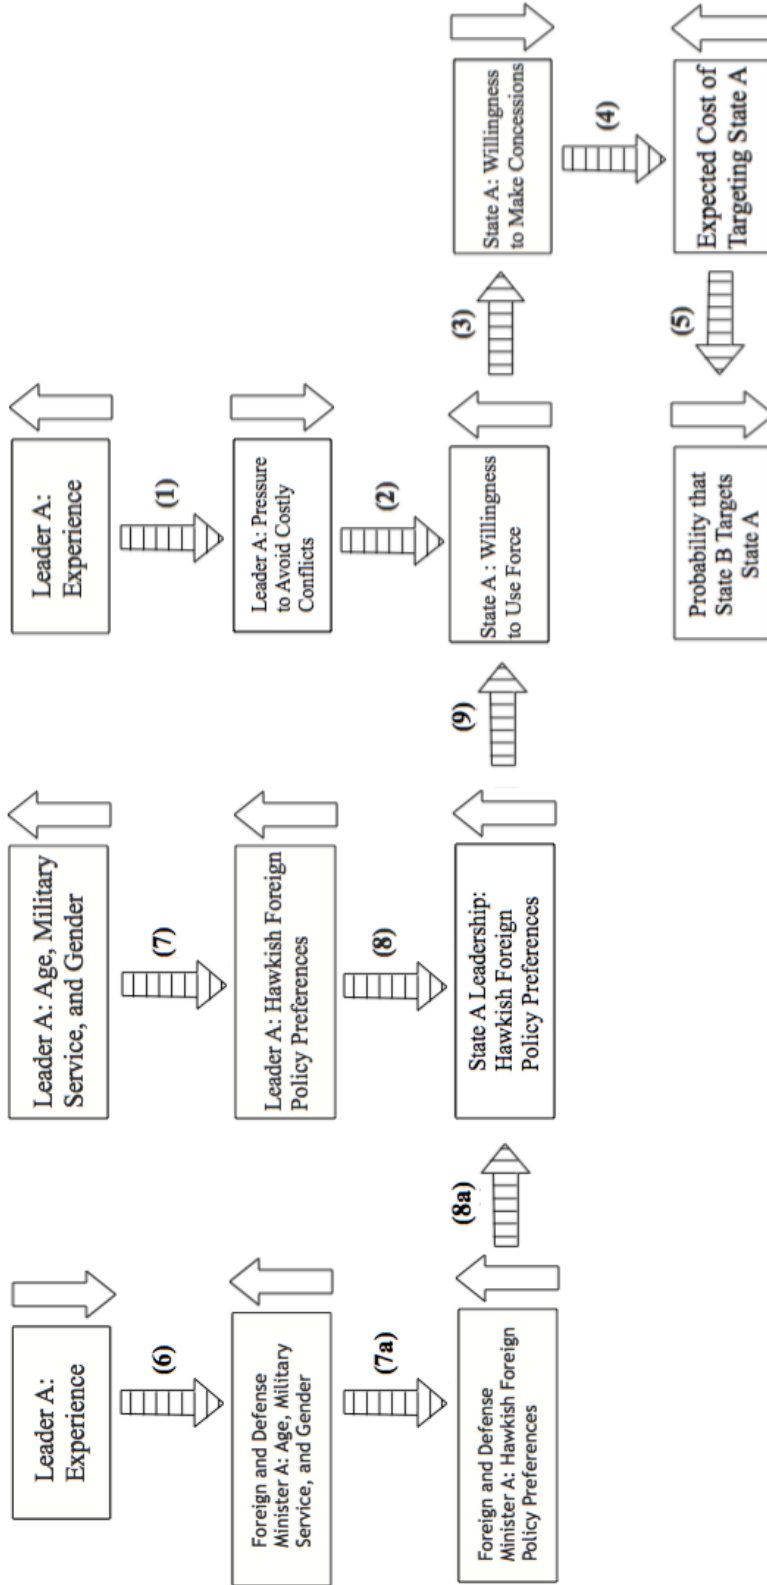 Leader A:
Experience
(6)
Foreign and Defense
Minister A: Age, Military
Service, and Gender
(7a)
Foreign and Defense
Minister A: Hawkish Foreign
Policy Preferences
(8a)
Leader A: Age, Military
Service, and Gender
(7)
Leader A: Hawkish Foreign
Policy Preferences
(8)
State A Leadership:
Hawkish Foreign
Policy Preferences
(9)
Leader A:
Experience
(1)
Leader A: Pressure
to Avoid Costly
Conflicts
(2)
State A : Willingness
to Use Force
(3)
State A: Willingness
to Make Concessions
(4)
Expected Cost of
Targeting State A
(5)
Probability that
State B Targets
State A